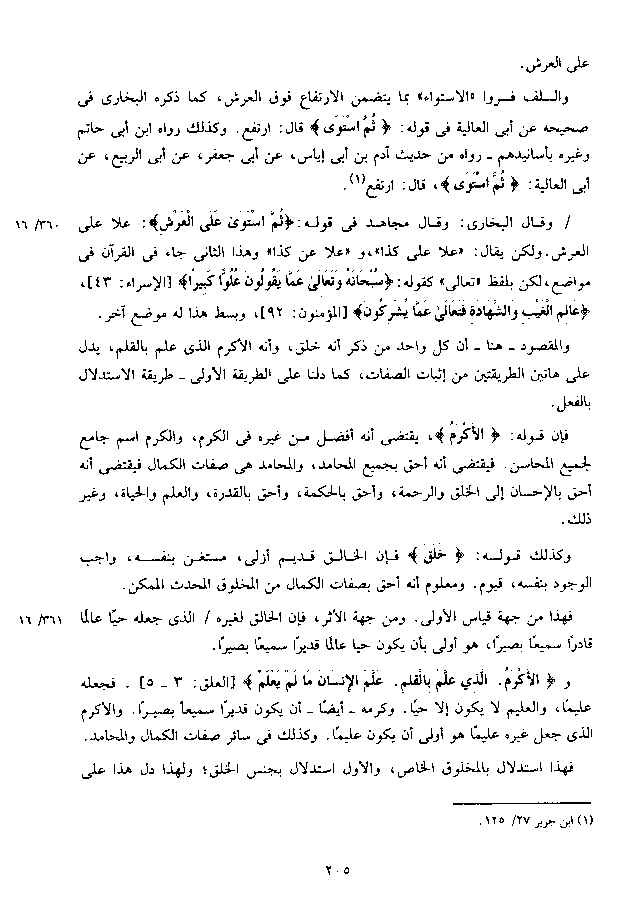 على العرش.
والسلف فسروا «الاستواء» بما يتضمن الارتفاع فوق العرش، كما ذكره البخارى فى
صحيحه عن أبى العالية فى قوله: ﴿ ثُمَّ اسْتَوَى ﴾ قال: ارتفع. وكذلك رواه ابن أبى حاتم
وغيره بأسانيدهم ـ رواه من حديث آدم بن أبى إياس، عن أبى جعفر، عن أبى الربيع، عن
أبى العالية: ﴿ ثُمَّ اسْتَوَى ﴾، قال: ارتفع(١).
/ وقال البخارى: وقال مجاهد فى قوله: ﴿ثُمَّ اسْتَوَىٰ عَلَى الْعَرْشِ﴾: علا على ٣٦٠/ ١٦
العرش. ولكن يقال: «علا على كذا»، و «علا عن كذا» وهذا الثانى جاء فى القرآن فى
مواضع، لكن بلفظ «تعالى» كقوله: ﴿سُبْحَانَهُ وَتَعَالَىٰ عَمَّا يَقُولُونَ عُلُوًّا كَبِيرًا﴾ [الإسراء: ٤٣]،
﴿عَالِمِ الْغَيْبِ وَالشَّهَادَةِ فَتَعَالَىٰ عَمَّا يُشْرِكُونَ﴾ [المؤمنون: ٩٢]، وبسط هذا له موضع آخر.
والمقصود ـ هنا ـ أن كل واحد من ذكر أنه خلق، وأنه الأكرم الذى علم بالقلم، يدل
على هاتين الطريقتين من إثبات الصفات، كما دلنا على الطريقة الأولى ـ طريقة الاستدلال
بالفعل.
فإن قوله: ﴿ الأَكْرَمُ ﴾، يقتضى أنه أفضل من غيره فى الكرم، والكرم اسم جامع
لجميع المحاسن. فيقتضى أنه أحق بجميع المحامد، والمحامد هى صفات الكمال فيقتضى أنه
أحق بالإحسان إلى الخلق والرحمة، وأحق بالحكمة، وأحق بالقدرة، والعلم والحياة، وغير
ذلك.
وكذلك قوله: ﴿ خَلَقَ ﴾ فإن الخالق قديم أزلى، مستغن بنفسه، واجب
الوجود بنفسه، قيوم. ومعلوم أنه أحق بصفات الكمال من المخلوق المحدث الممكن.
فهذا من جهة قياس الأولى. ومن جهة الأثر، فإن الخالق لغيره / الذى جعله حيًا عالمًا ٣٦١/ ١٦
قادرًا سميعًا بصيرًا، هو أولى بأن يكون حيا عالمًا قديرًا سميعًا بصيرًا.
و ﴿ الأَكْرَمُ. الَّذِي عَلَّمَ بِالْقَلَمِ. عَلَّمَ الإِنسَانَ مَا لَمْ يَعْلَمْ ﴾ [العلق: ٣ ـ ٥] . فجعله
عليمًا، والعليم لا يكون إلا حيًا. وكرمه ـ أيضًا ـ أن يكون قديرًا سميعًا بصيرًا. والأكرم
الذى جعل غيره عليمًا هو أولى أن يكون عليمًا. وكذلك فى سائر صفات الكمال والمحامد.
فهذا استدلال بالمخلوق الخاص، والأول استدلال بجنس الخلق؛ ولهذا دل هذا على
(١) ابن جرير ٢٧/ ١٢٥.
٢٠٥